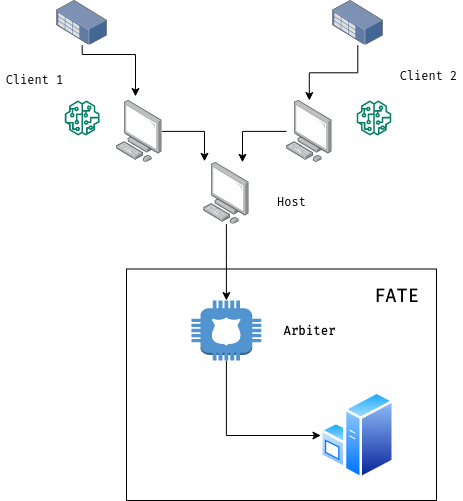 Client 1
Client 2
Host
FATE
Arbiter